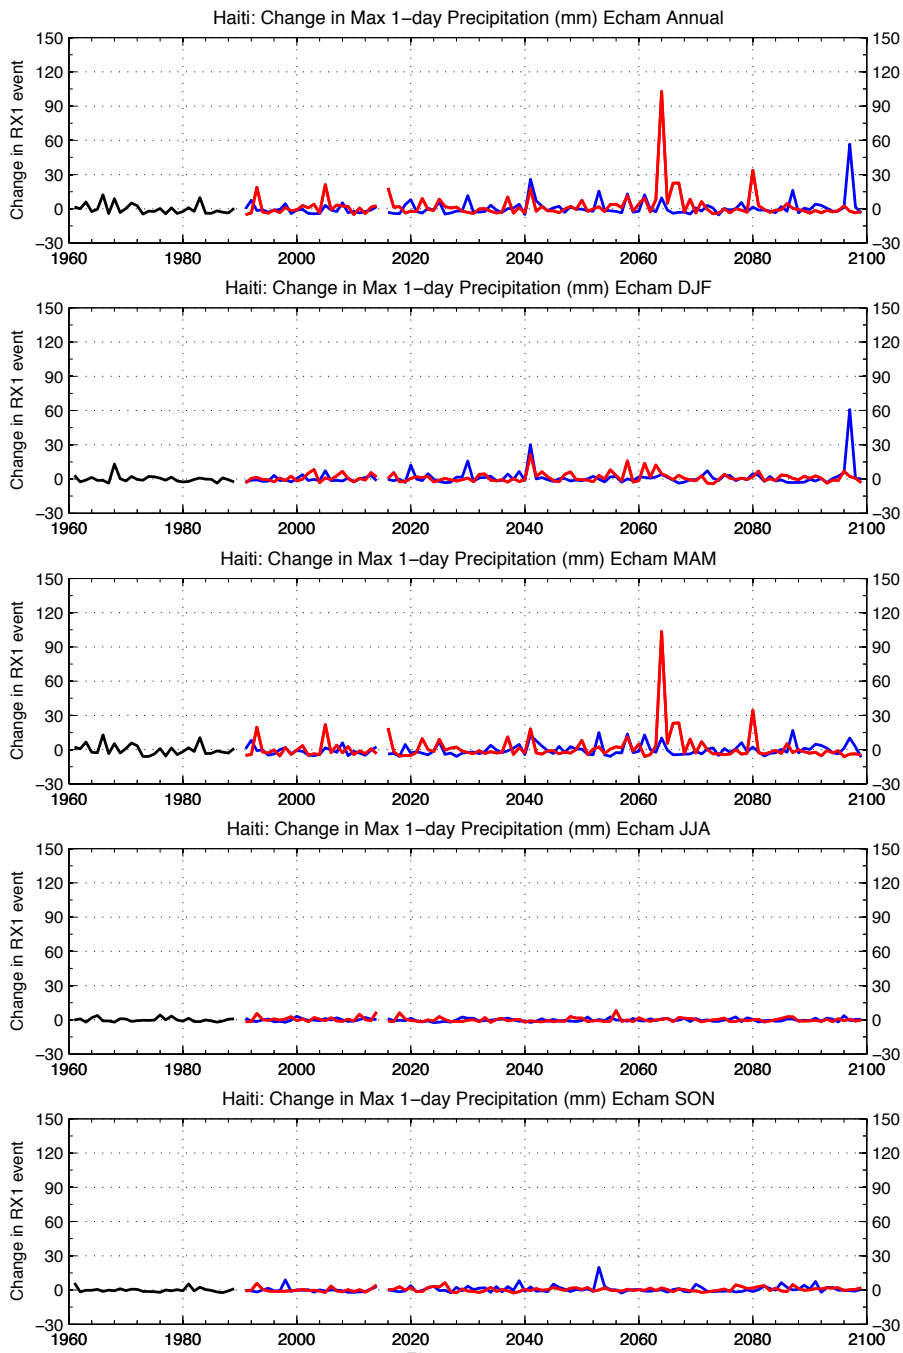 Haiti: Change in Max 1−day Precipitation (mm) Echam Annual
Change in RX1 event
150 120 90 60 30 0 −30
150 120 90 60 30 0 −30
1960 1980 2000 2020 2040 2060 2080 2100
Haiti: Change in Max 1−day Precipitation (mm) Echam DJF
Change in RX1 event
150 120 90 60 30 0 −30
150 120 90 60 30 0 −30
1960 1980 2000 2020 2040 2060 2080 2100
Haiti: Change in Max 1−day Precipitation (mm) Echam MAM
Change in RX1 event
150 120 90 60 30 0 −30
150 120 90 60 30 0 −30
1960 1980 2000 2020 2040 2060 2080 2100
Haiti: Change in Max 1−day Precipitation (mm) Echam JJA
Change in RX1 event
150 120 90 60 30 0 −30
150 120 90 60 30 0 −30
1960 1980 2000 2020 2040 2060 2080 2100
Haiti: Change in Max 1−day Precipitation (mm) Echam SON
Change in RX1 event
150 120 90 60 30 0 −30
150 120 90 60 30 0 −30
1960 1980 2000 2020 2040 2060 2080 2100